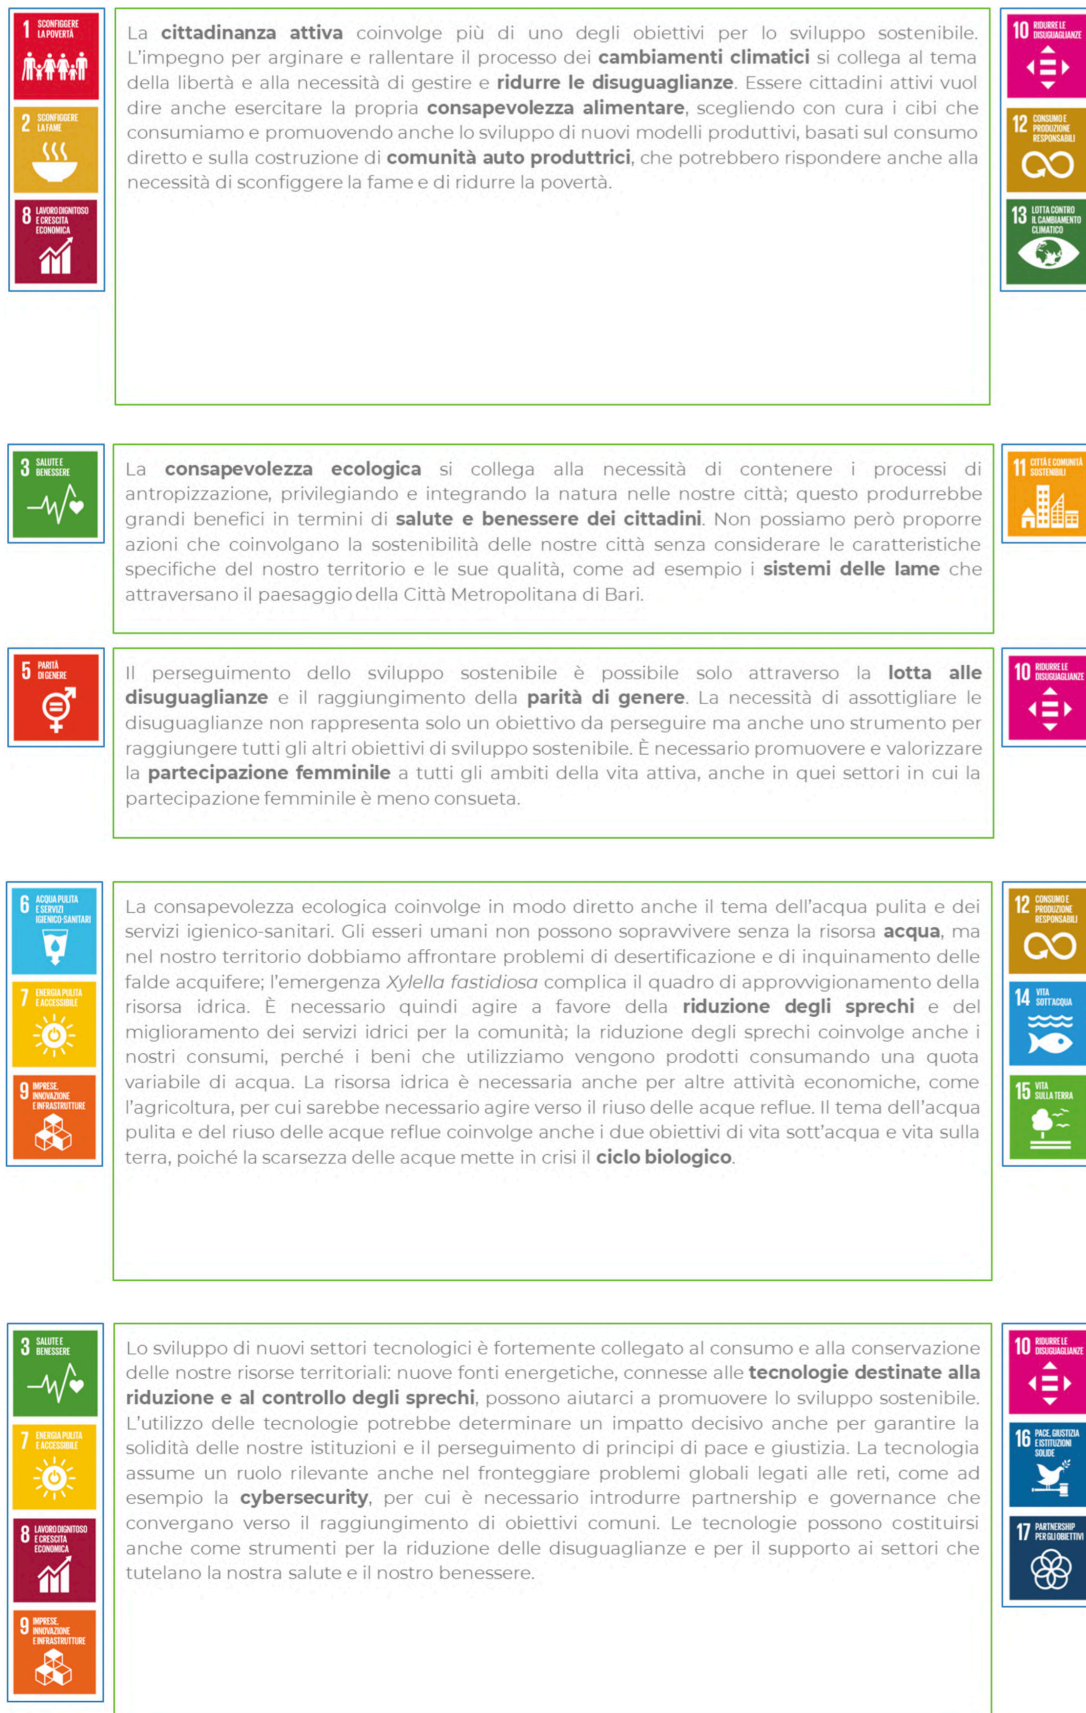 1 SCONFIGGERE
LA POVERTÀ
2 SCONFIGGERE
LA FAME
8 LAVORO DIGNITOSO
E CRESCITA
ECONOMICA
La cittadinanza attiva coinvolge più di uno degli obiettivi per lo sviluppo sostenibile.
L'impegno per arginare e rallentare il processo dei cambiamenti climatici si collega al tema
della libertà e alla necessità di gestire e ridurre le disuguaglianze. Essere cittadini attivi vuol
dire anche esercitare la propria consapevolezza alimentare, scegliendo con cura i cibi che
consumiamo e promuovendo anche lo sviluppo di nuovi modelli produttivi, basati sul consumo
diretto e sulla costruzione di comunità auto produttrici, che potrebbero rispondere anche alla
necessità di sconfiggere la fame e di ridurre la povertà.
10 RIDURRE LE
DISUGUAGLIANZE
12 CONSUMO E
PRODUZIONE
RESPONSABILI
13 LOTTA CONTRO
IL CAMBIAMENTO
CLIMATICO
3 SALUTE E
BENESSERE
La consapevolezza ecologica si collega alla necessità di contenere i processi di
antropizzazione, privilegiando e integrando la natura nelle nostre città; questo produrrebbe
grandi benefici in termini di salute e benessere dei cittadini. Non possiamo però proporre
azioni che coinvolgano la sostenibilità delle nostre città senza considerare le caratteristiche
specifiche del nostro territorio e le sue qualità, come ad esempio i sistemi delle lame che
attraversano il paesaggio della Città Metropolitana di Bari.
11 CITTÀ E COMUNITÀ
SOSTENIBILI
5 PARITÀ
DI GENERE
Il perseguimento dello sviluppo sostenibile è possibile solo attraverso la lotta alle
disuguaglianze e il raggiungimento della parità di genere. La necessità di assottigliare le
disuguaglianze non rappresenta solo un obiettivo da perseguire ma anche uno strumento per
raggiungere tutti gli altri obiettivi di sviluppo sostenibile. È necessario promuovere e valorizzare
la partecipazione femminile a tutti gli ambiti della vita attiva, anche in quei settori in cui la
partecipazione femminile è meno consueta.
10 RIDURRE LE
DISUGUAGLIANZE
6 ACQUA PULITA
E SERVIZI
IGIENICO-SANITARI
7 ENERGIA PULITA
E ACCESSIBILE
9 IMPRESE,
INNOVAZIONE
E INFRASTRUTTURE
La consapevolezza ecologica coinvolge in modo diretto anche il tema dell'acqua pulita e dei
servizi igienico-sanitari. Gli esseri umani non possono sopravvivere senza la risorsa acqua, ma
nel nostro territorio dobbiamo affrontare problemi di desertificazione e di inquinamento delle
falde acquifere; l'emergenza Xylella fastidiosa complica il quadro di approvvigionamento della
risorsa idrica. È necessario quindi agire a favore della riduzione degli sprechi e del
miglioramento dei servizi idrici per la comunità; la riduzione degli sprechi coinvolge anche i
nostri consumi, perché i beni che utilizziamo vengono prodotti consumando una quota
variabile di acqua. La risorsa idrica è necessaria anche per altre attività economiche, come
l'agricoltura, per cui sarebbe necessario agire verso il riuso delle acque reflue. Il tema dell'acqua
pulita e del riuso delle acque reflue coinvolge anche i due obiettivi di vita sott'acqua e vita sulla
terra, poiché la scarsezza delle acque mette in crisi il ciclo biologico.
12 CONSUMO E
PRODUZIONE
RESPONSABILI
14 VITA
SOTT'ACQUA
15 VITA
SULLA TERRA
3 SALUTE E
BENESSERE
7 ENERGIA PULITA
E ACCESSIBILE
8 LAVORO DIGNITOSO
E CRESCITA
ECONOMICA
9 IMPRESE,
INNOVAZIONE
E INFRASTRUTTURE
Lo sviluppo di nuovi settori tecnologici è fortemente collegato al consumo e alla conservazione
delle nostre risorse territoriali: nuove fonti energetiche, connesse alle tecnologie destinate alla
riduzione e al controllo degli sprechi, possono aiutarci a promuovere lo sviluppo sostenibile.
L'utilizzo delle tecnologie potrebbe determinare un impatto decisivo anche per garantire la
solidità delle nostre istituzioni e il perseguimento di principi di pace e giustizia. La tecnologia
assume un ruolo rilevante anche nel fronteggiare problemi globali legati alle reti, come ad
esempio la cybersecurity, per cui è necessario introdurre partnership e governance che
convergano verso il raggiungimento di obiettivi comuni. Le tecnologie possono costituirsi
anche come strumenti per la riduzione delle disuguaglianze e per il supporto ai settori che
tutelano la nostra salute e il nostro benessere.
10 RIDURRE LE
DISUGUAGLIANZE
16 PACE, GIUSTIZIA
E ISTITUZIONI
SOLIDE
17 PARTNERSHIP
PER GLI OBIETTIVI